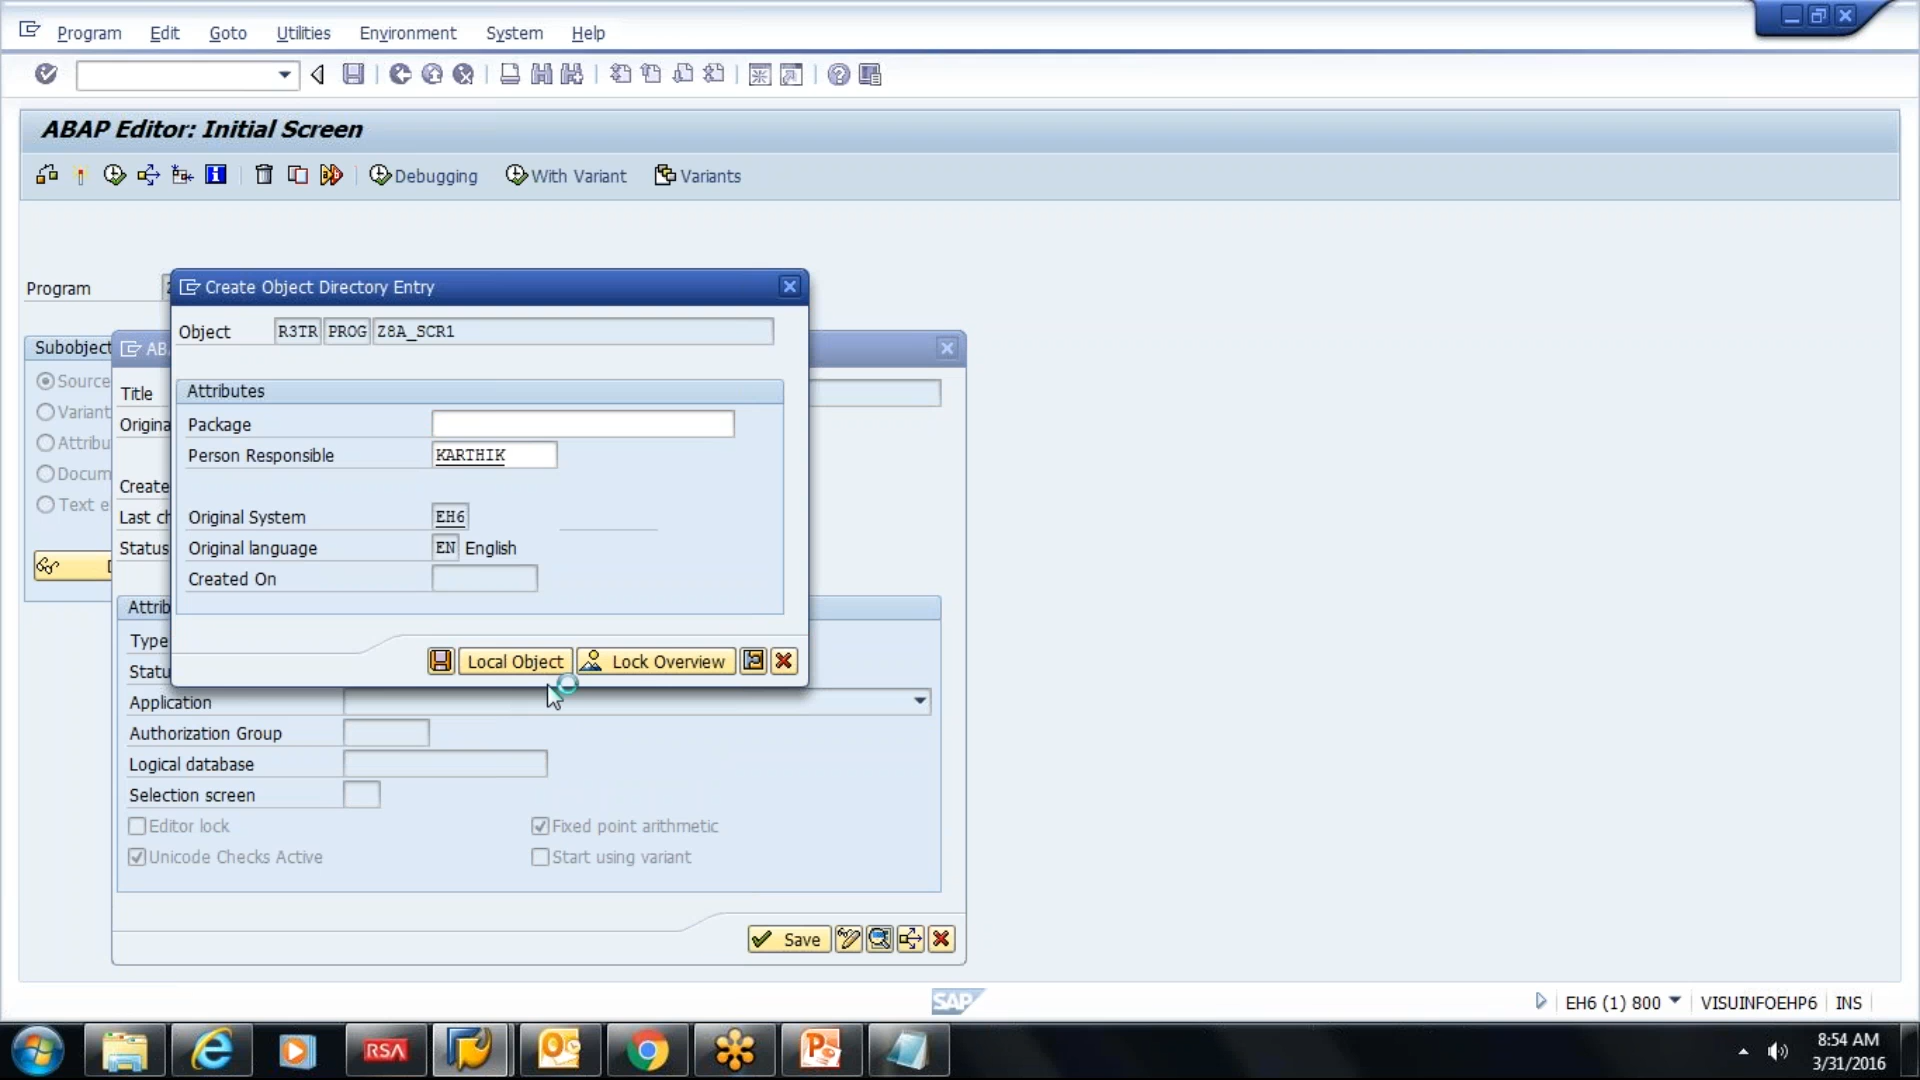 Program Edit Goto Utilities Environment System Help
ABAP Editor: Initial Screen
Debugging With Variant Variants
Program
Create Object Directory Entry
Object R3TR PROG Z8A_SCR1
Subobject
AB
Source
Title
Attributes
Variant
Origina
Package
Attribu
Person Responsible KARTHIK
Docum
Create
Text e
Last ch
Original System EH6
Status
Original language EN English
Created On
Attrib
Type
Local Object Lock Overview
Statu
Application
Authorization Group
Logical database
Selection screen
Editor lock Fixed point arithmetic
Unicode Checks Active Start using variant
Save
SAP EH6 (1) 800 VISUINFOEHP6 INS
RSA
8:54 AM
3/31/2016